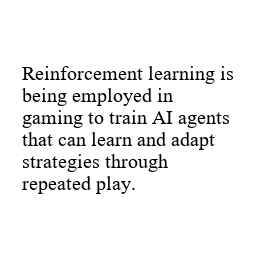 Reinforcement learning is
being employed in
gaming to train AI agents
that can learn and adapt
strategies through
repeated play.